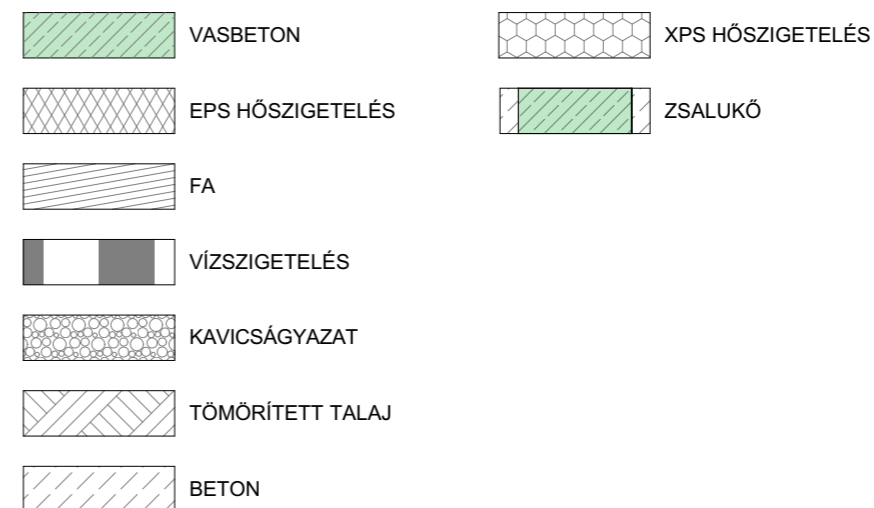 VASBETON
EPS HŐSZIGETELÉS
FA
VÍZSZIGETELÉS
KAVICSÁGYAZAT
TÖMÖRÍTETT TALAJ
BETON
XPS HŐSZIGETELÉS
ZSALUKŐ